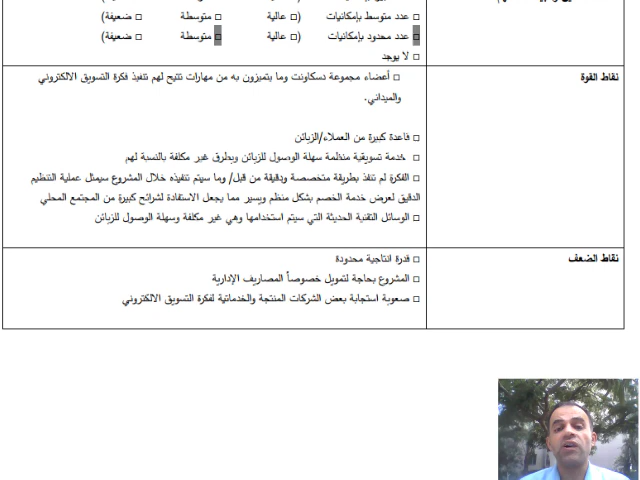 □ عدد متوسط بإمكانيات (□ عالية □ متوسطة □ ضعيفة)
□ عدد محدود بإمكانيات (□ عالية □ متوسطة □ ضعيفة)
□ لا يوجد
نقاط القوة
□ أعضاء مجموعة دسكاونت وما يتميزون به من مهارات تتيح لهم تنفيذ فكرة التسويق الالكتروني
والميداني.
□ قاعدة كبيرة من العملاء/الزبائن
□ خدمة تسويقية منظمة سهلة الوصول للزبائن وبطرق غير مكلفة بالنسبة لهم
□ الفكرة لم تنفذ بطريقة متخصصة ودقيقة من قبل/ وما سيتم تنفيذه خلال المشروع سيمثل عملية التنظيم
الدقيق لعرض خدمة الخصم بشكل منظم ويسير مما يجعل الاستفادة لشرائح كبيرة من المجتمع المحلي
□ الوسائل التقنية الحديثة التي سيتم استخدامها وهي غير مكلفة وسهلة الوصول للزبائن
نقاط الضعف
□ قدرة انتاجية محدودة
□ المشروع بحاجة لتمويل خصوصاً المصاريف الإدارية
□ صعوبة استجابة بعض الشركات المنتجة والخدماتية لفكرة التسويق الالكتروني